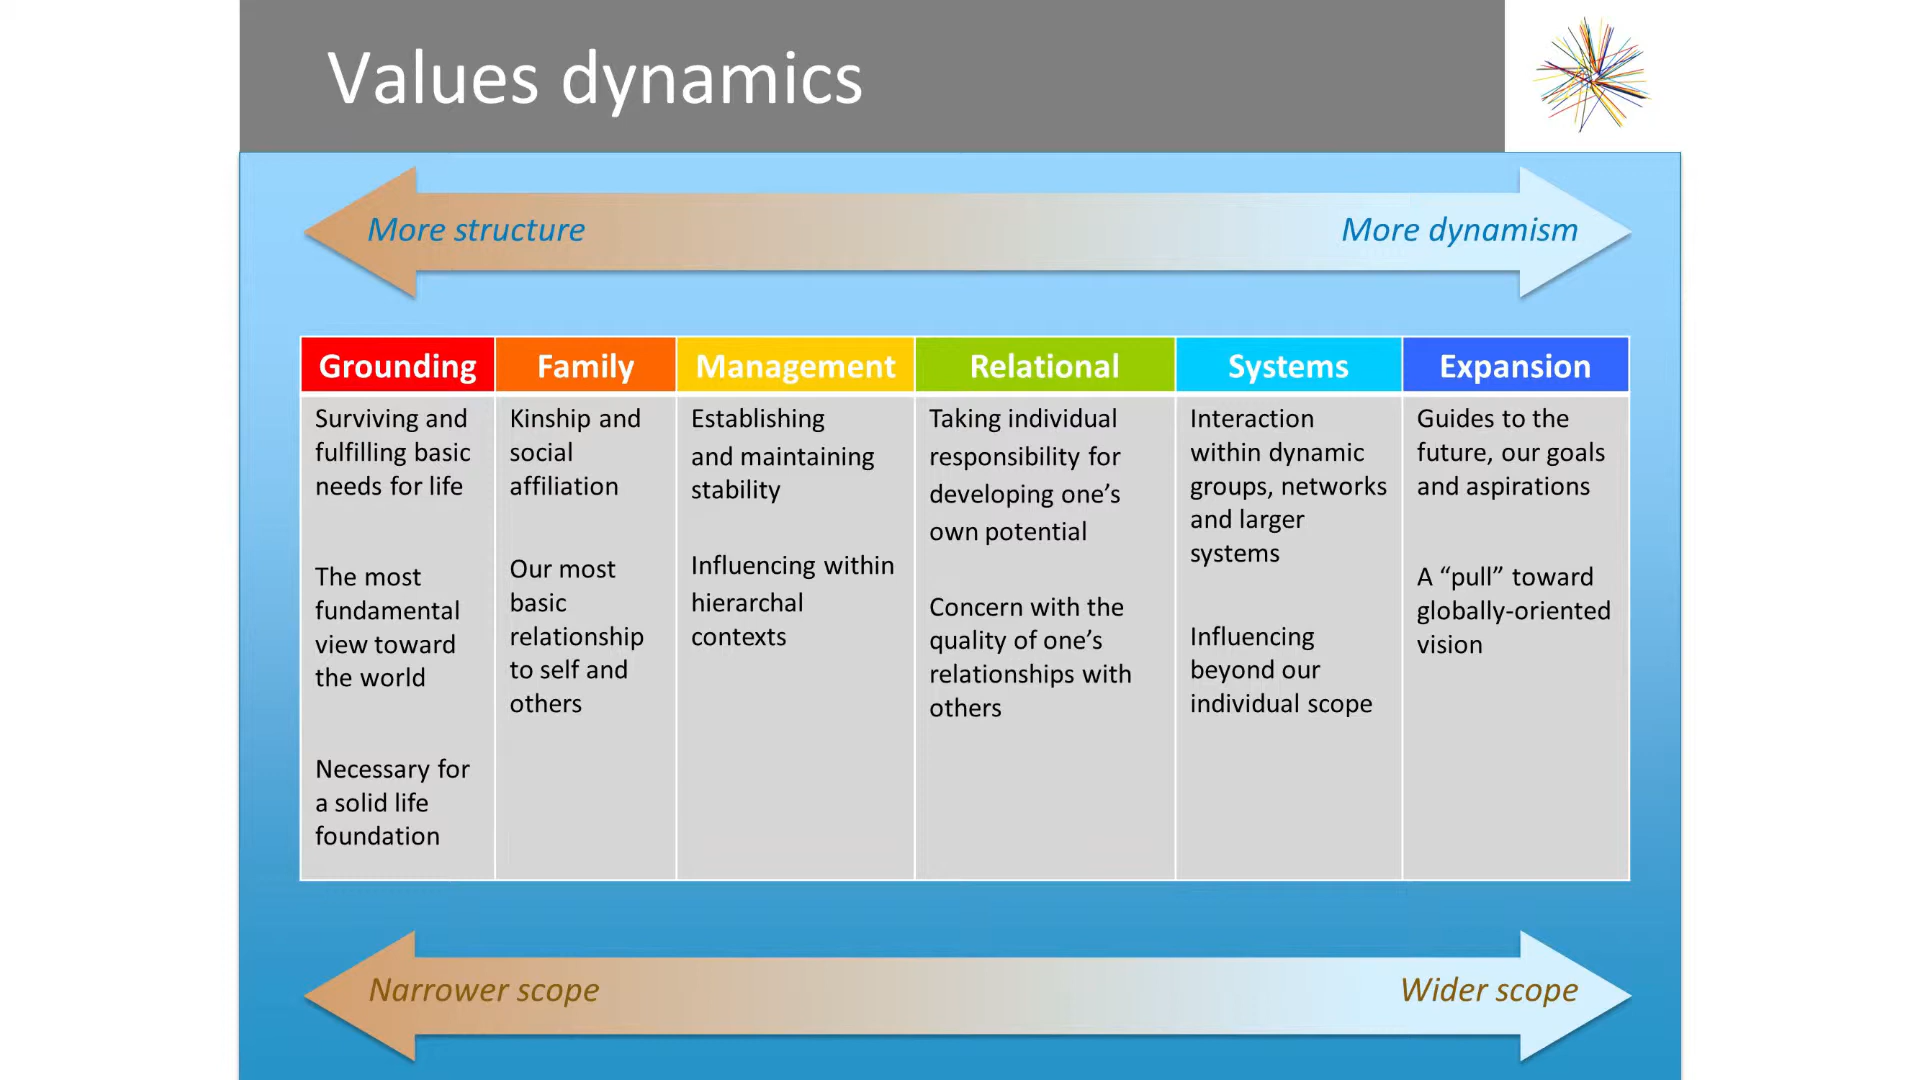 Values dynamics
More structure
More dynamism
Grounding
Family
Management
Relational
Systems
Expansion
Surviving and
fulfilling basic
needs for life
The most
fundamental
view toward
the world
Necessary for
a solid life
foundation
Kinship and
social
affiliation
Our most
basic
relationship
to self and
others
Establishing
and maintaining
stability
Influencing within
hierarchal
contexts
Taking individual
responsibility for
developing one’s
own potential
Concern with the
quality of one’s
relationships with
others
Interaction
within dynamic
groups, networks
and larger
systems
Influencing
beyond our
individual scope
Guides to the
future, our goals
and aspirations
A “pull” toward
globally-oriented
vision
Narrower scope
Wider scope